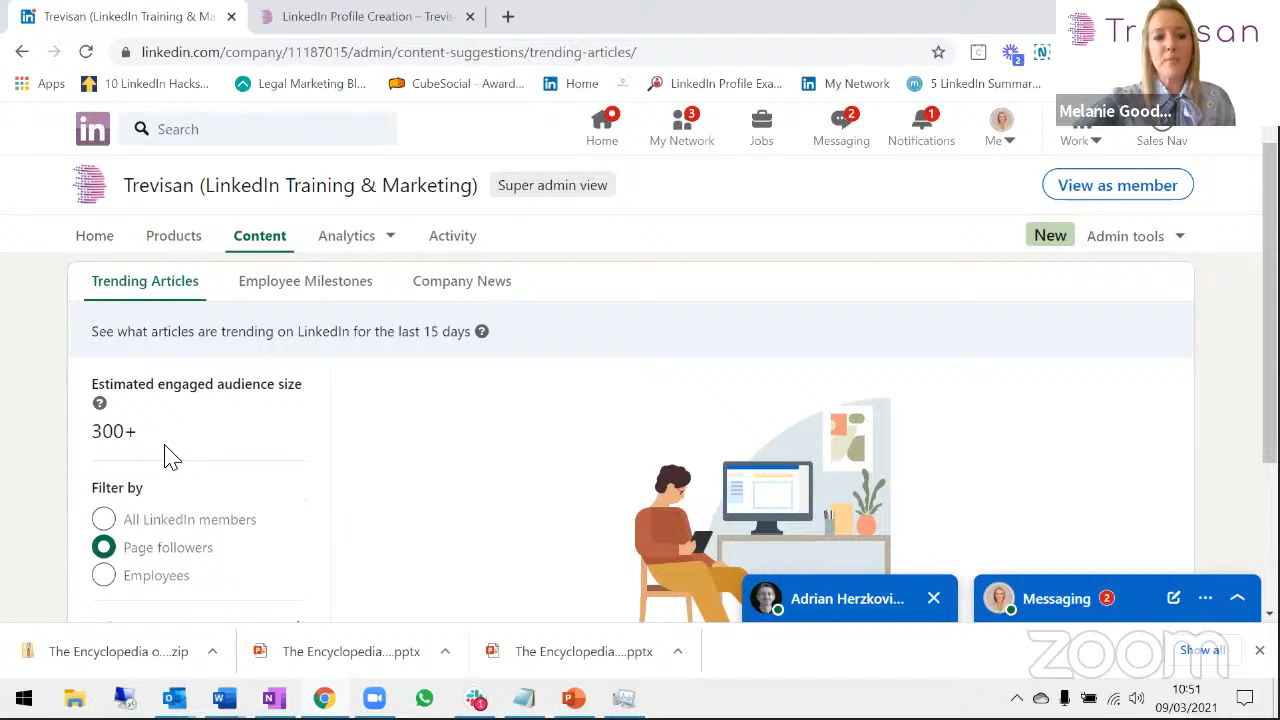 Trevisan (LinkedIn Training & Ma
LinkedIn Profile Creation – Trevis
linkedin.com/company/
content-suggestions/trending-articles/
Apps
10 LinkedIn Hacks...
Legal Marketing Bl...
CubeSocial - Award...
Home
LinkedIn Profile Exa...
My Network
5 LinkedIn Summar...
Melanie Good...
in
Search
Home
3
My Network
Jobs
2
Messaging
1
Notifications
Me
Work
Sales Nav
Trevisan (LinkedIn Training & Marketing)
Super admin view
View as member
Home
Products
Content
Analytics
Activity
New
Admin tools
Trending Articles
Employee Milestones
Company News
See what articles are trending on LinkedIn for the last 15 days
Estimated engaged audience size
300+
Filter by
All LinkedIn members
Page followers
Employees
Adrian Herzkovi...
Messaging
2
The Encyclopedia o....zip
The Encyclopedia....pptx
The Encyclopedia....pptx
Show all
zoom
10:51
09/03/2021